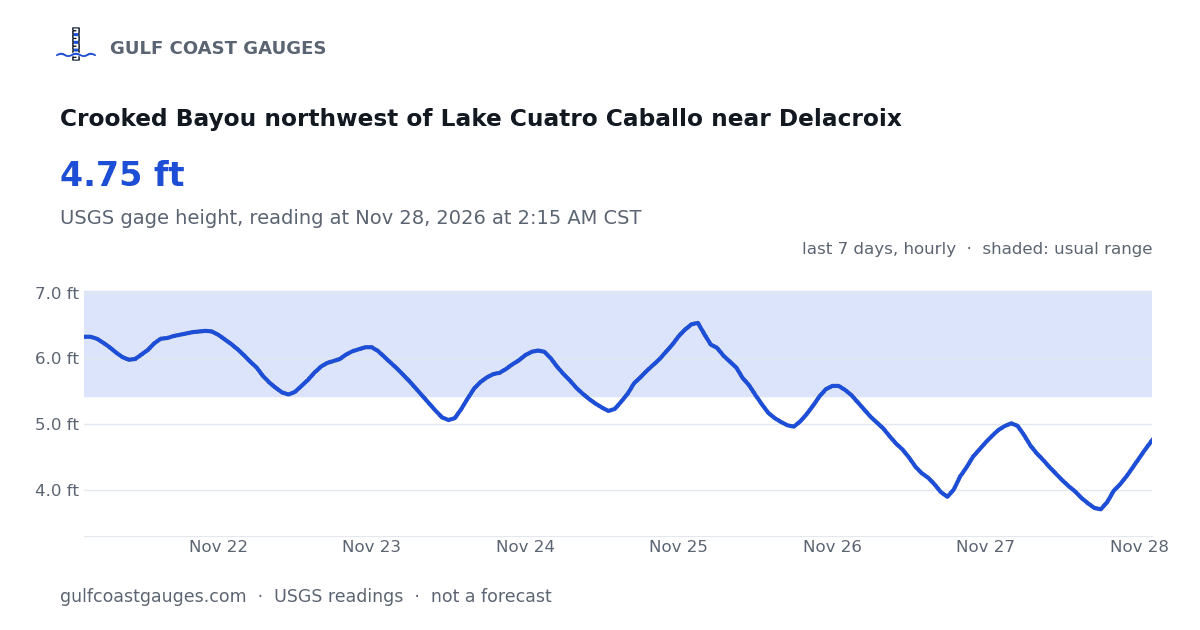 GULF COAST GAUGES
Crooked Bayou northwest of Lake Cuatro Caballo near Delacroix
4.75 ft
USGS gage height, reading at Nov 28, 2026 at 2:15 AM CST
last 7 days, hourly · shaded: usual range
7.0 ft
6.0 ft
5.0 ft
4.0 ft
Nov 22 Nov 23 Nov 24 Nov 25 Nov 26 Nov 27 Nov 28
gulfcoastgauges.com · USGS readings · not a forecast